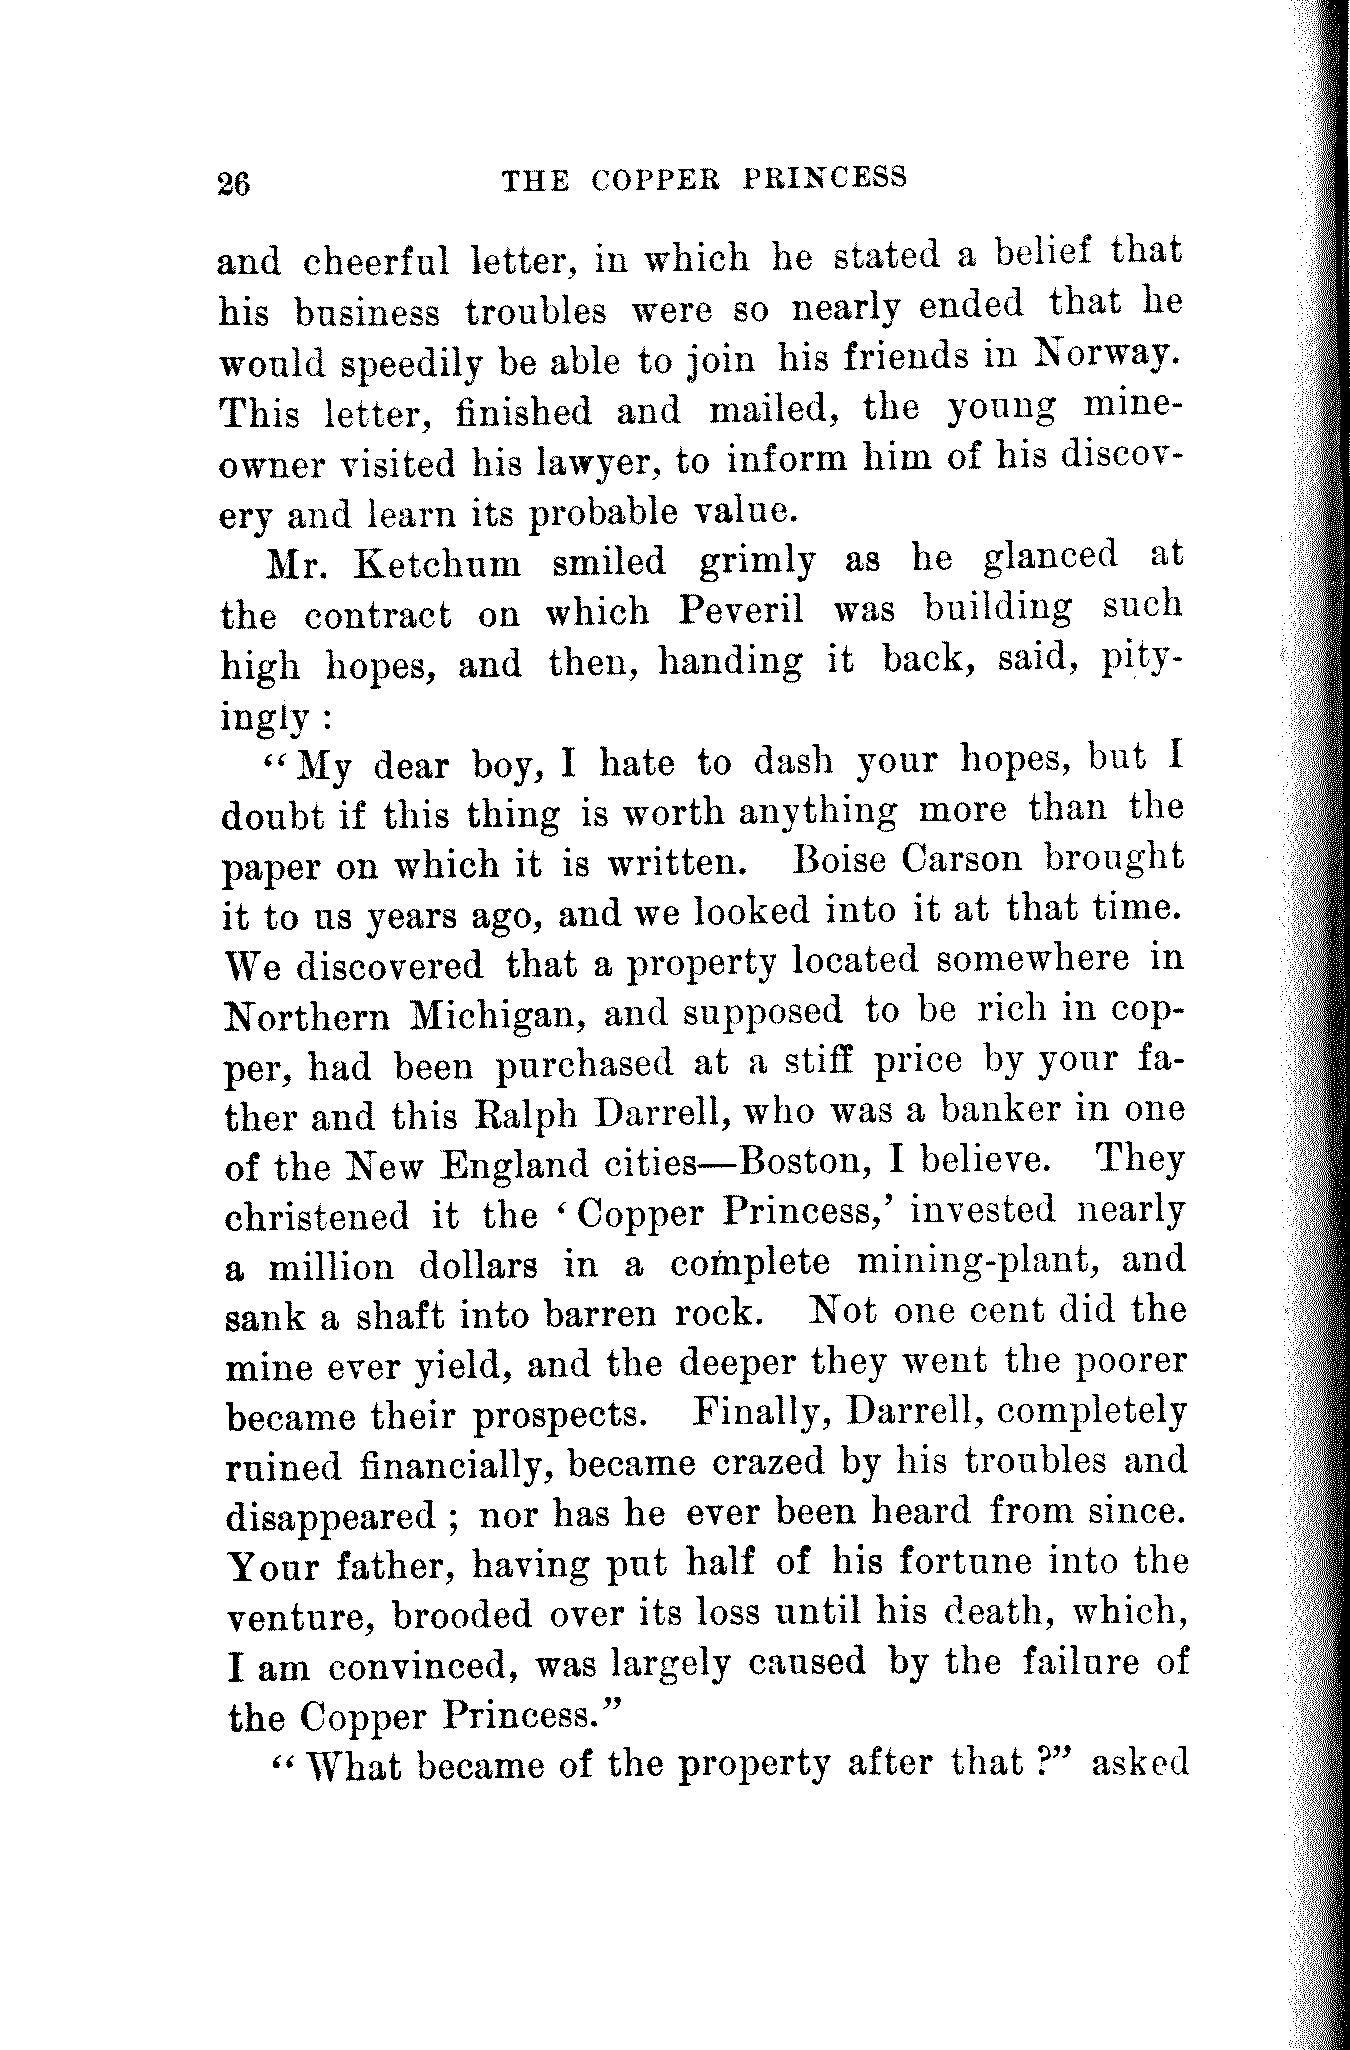 26 THE COPPER PRINCESS
and cheerful letter, in which he stated a belief that
his business troubles were so nearly ended that he
would speedily be able to join his friends in Norway.
This letter, finished and mailed, the young mine-
owner visited his lawyer, to inform him of his discov-
ery and learn its probable value.
Mr. Ketchum smiled grimly as he glanced at
the contract on which Peveril was building such
high hopes, and then, handing it back, said, pity-
ingly :
“ My dear boy, I hate to dash your hopes, but I
doubt if this thing is worth anything more than the
paper on which it is written. Boise Carson brought
it to us years ago, and we looked into it at that time.
We discovered that a property located somewhere in
Northern Michigan, and supposed to be rich in cop-
per, had been purchased at a stiff price by your fa-
ther and this Ralph Darrell, who was a banker in one
of the New England cities—Boston, I believe. They
christened it the ‘ Copper Princess,’ invested nearly
a million dollars in a complete mining-plant, and
sank a shaft into barren rock. Not one cent did the
mine ever yield, and the deeper they went the poorer
became their prospects. Finally, Darrell, completely
ruined financially, became crazed by his troubles and
disappeared ; nor has he ever been heard from since.
Your father, having put half of his fortune into the
venture, brooded over its loss until his death, which,
I am convinced, was largely caused by the failure of
the Copper Princess.”
“ What became of the property after that ?” asked